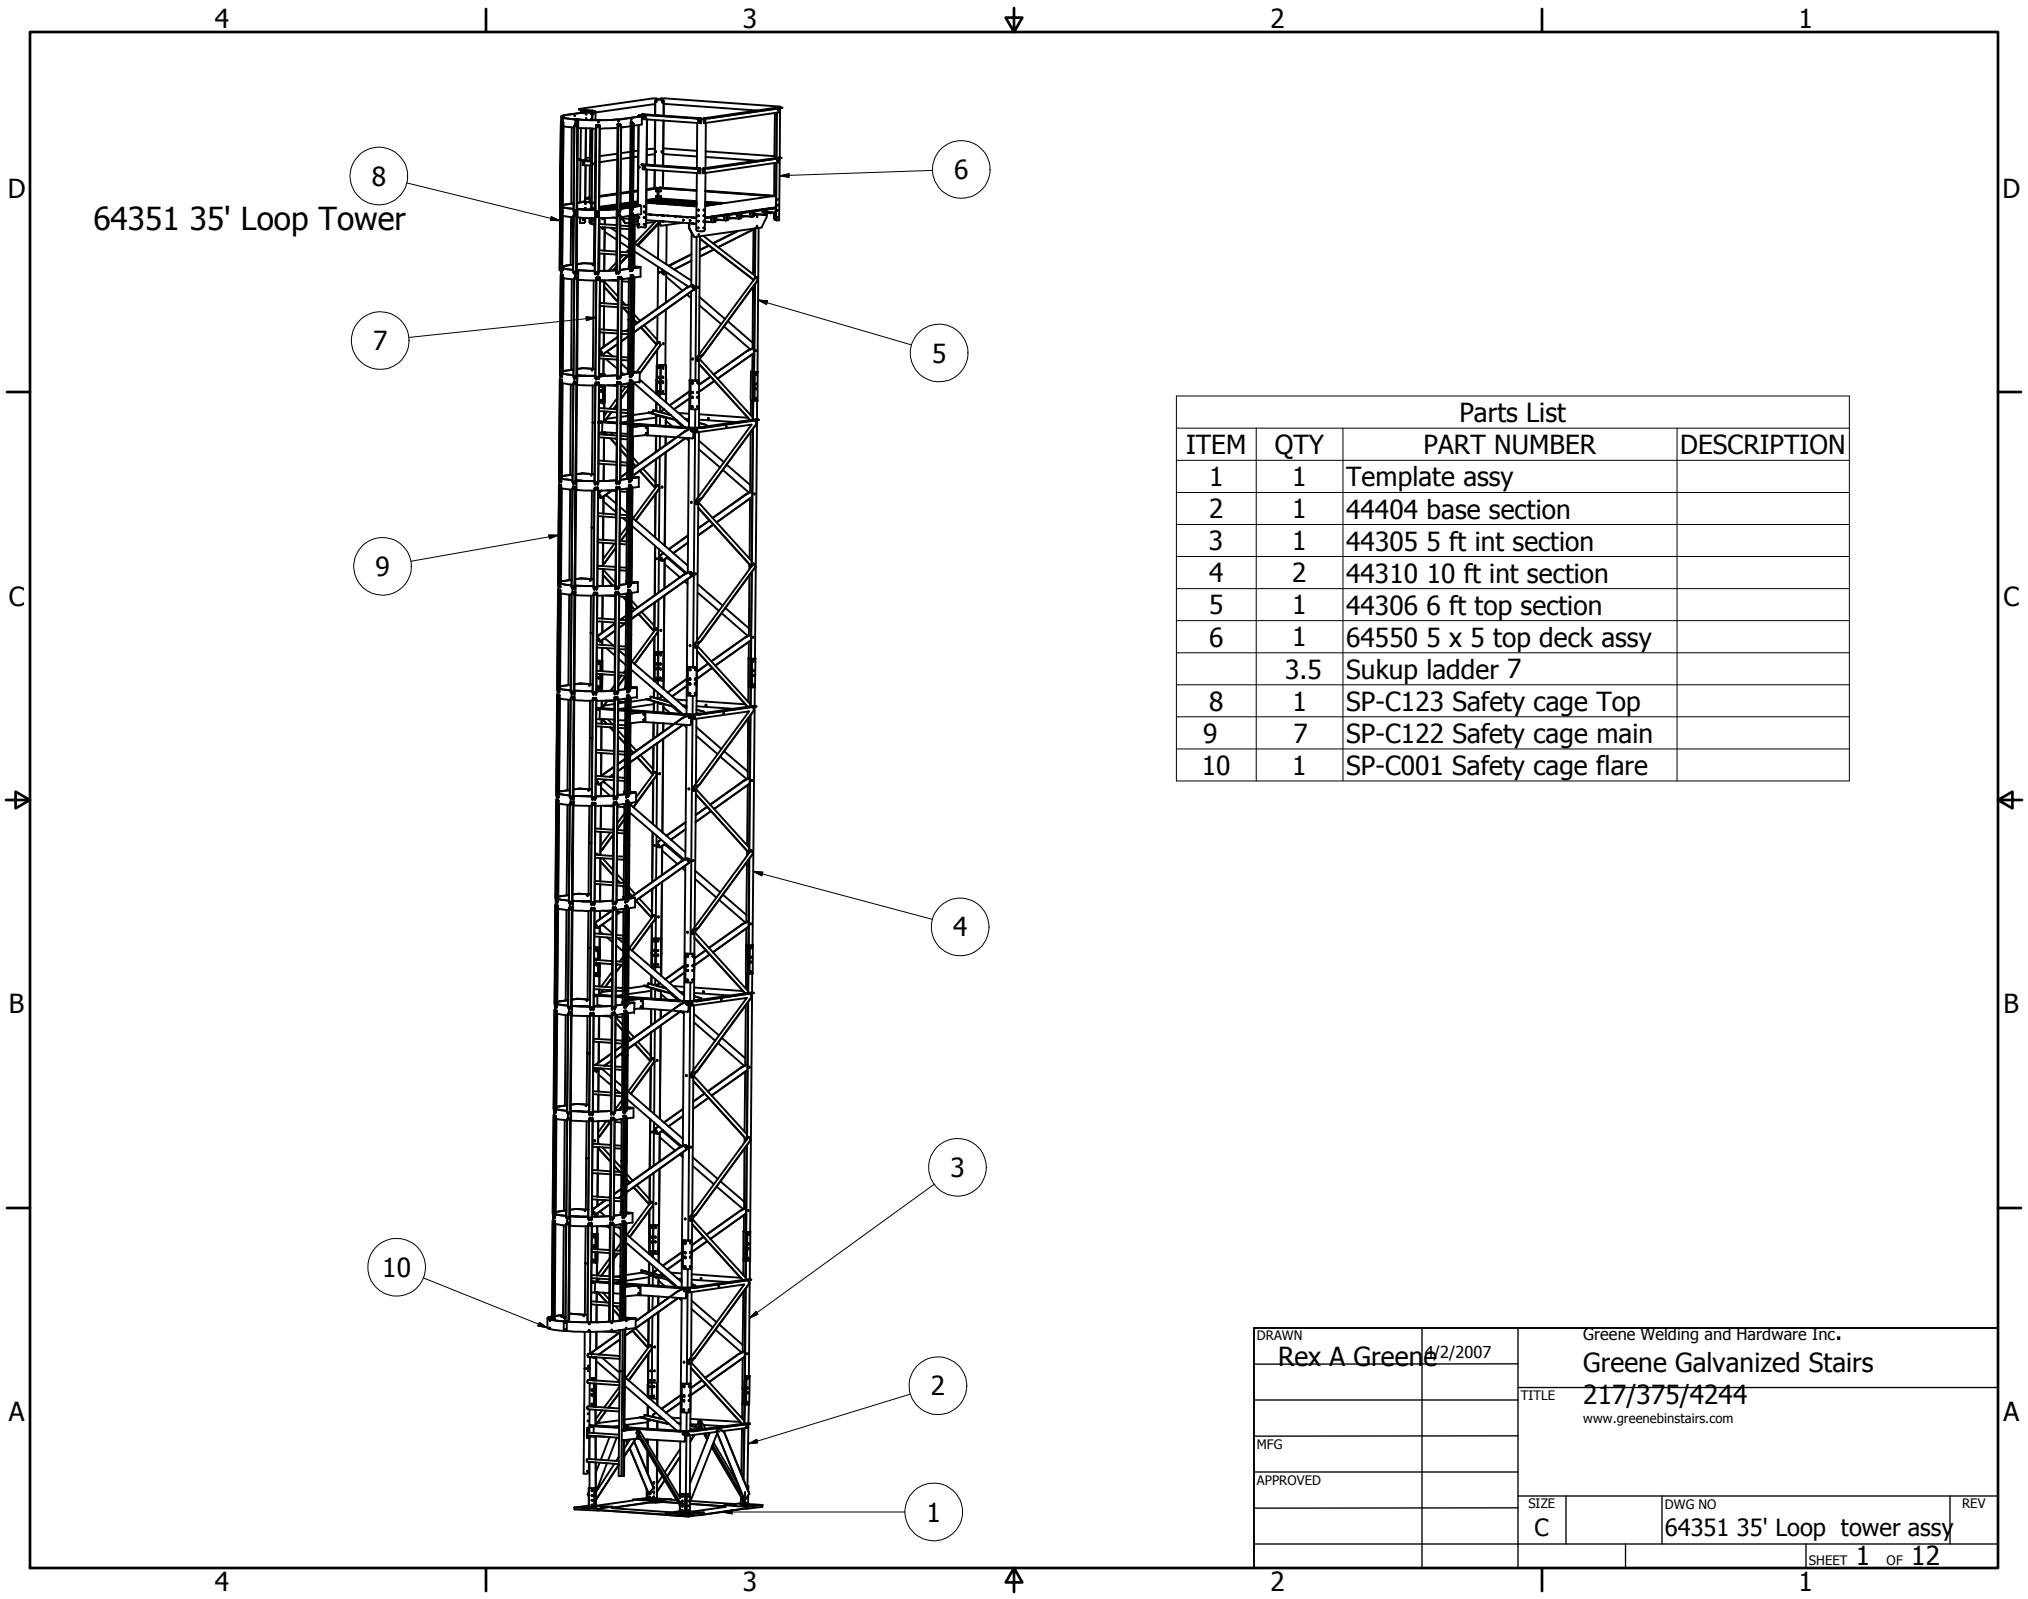 4 3 2 1
D D
C C
B B
A A
64351 35' Loop Tower
8
7
9
10
6
5
4
3
2
1
Parts List
ITEM QTY PART NUMBER DESCRIPTION
1 1 Template assy
2 1 44404 base section
3 1 44305 5 ft int section
4 2 44310 10 ft int section
5 1 44306 6 ft top section
6 1 64550 5 x 5 top deck assy
3.5 Sukup ladder 7
8 1 SP-C123 Safety cage Top
9 7 SP-C122 Safety cage main
10 1 SP-C001 Safety cage flare
DRAWN
Rex A Greene /2/2007
MFG
APPROVED
Greene Welding and Hardware Inc.
Greene Galvanized Stairs
TITLE 217/375/4244
www.greenebinstairs.com
SIZE DWG NO REV
C 64351 35' Loop tower assy
SHEET 1 OF 12
4 3 2 1